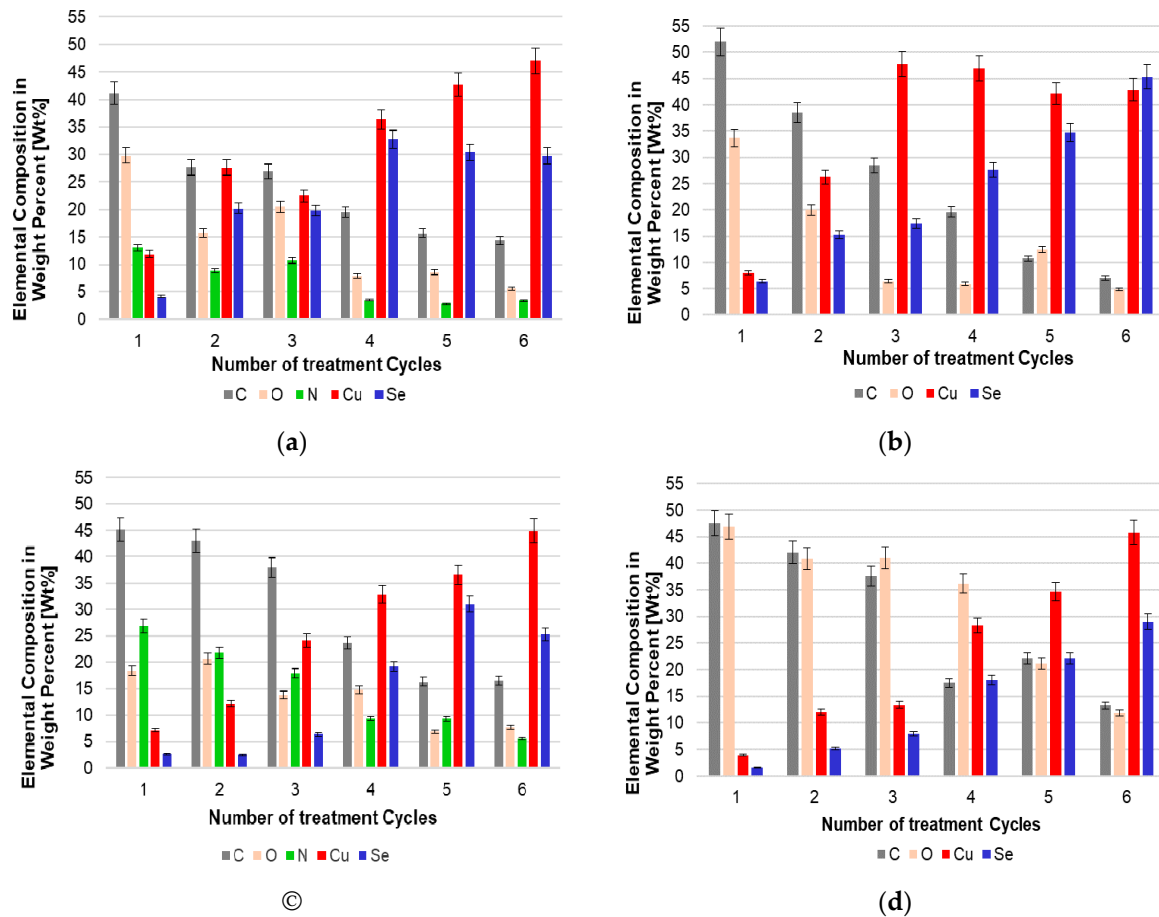 Elemental Composition in
Weight Percent [Wt%]
55
50
45
40
35
30
25
20
15
10
5
0
1 2 3 4 5 6
Number of treatment Cycles
C O N Cu Se
(a)
Elemental Composition in
Weight Percent [Wt%]
55
50
45
40
35
30
25
20
15
10
5
0
1 2 3 4 5 6
Number of treatment Cycles
C O Cu Se
(b)
Elemental Composition in
Weight Percent [Wt%]
55
50
45
40
35
30
25
20
15
10
5
0
1 2 3 4 5 6
Number of treatment Cycles
C O N Cu Se
©
Elemental Composition in
Weight Percent [Wt%]
55
50
45
40
35
30
25
20
15
10
5
0
1 2 3 4 5 6
Number of treatment Cycles
C O Cu Se
(d)